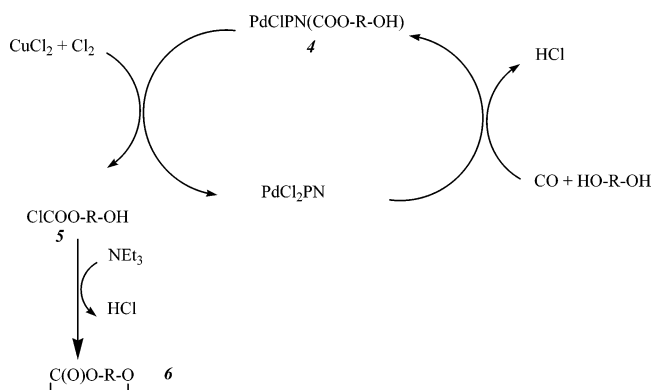 PdClPN(COO-R-OH)
4
CuCl2 + Cl2
HCl
PdCl2PN
CO + HO-R-OH
ClCOO-R-OH
5
NEt3
HCl
C(O)O-R-O 6